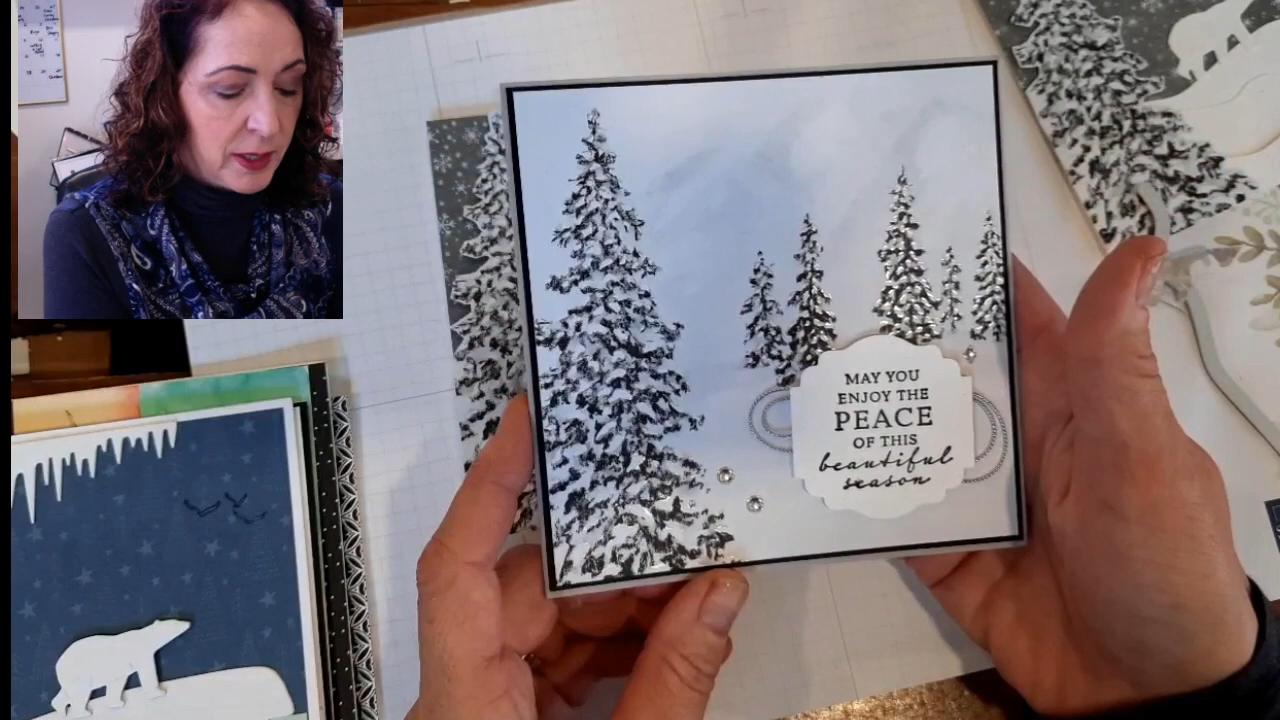 MAY YOU
ENJOY THE
PEACE
OF THIS
beautiful
season